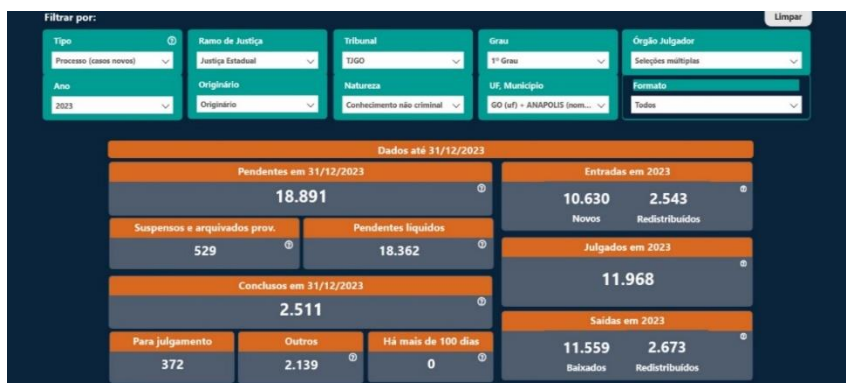 Filtrar por:
Limpar
Tipo
Processo (casos novos)
Ramo de Justiça
Justiça Estadual
Tribunal
TJGO
Grau
1º Grau
Órgão Julgador
Seleções múltiplas
Ano
2023
Originário
Originário
Natureza
Conhecimento não criminal
UF, Município
GO (uf) + ANAPOLIS (nom...
Formato
Todos
Dados até 31/12/2023
Pendentes em 31/12/2023
18.891
Suspensos e arquivados prov.
529
Pendentes líquidos
18.362
Conclusos em 31/12/2023
2.511
Para julgamento
372
Outros
2.139
Há mais de 100 dias
0
Entradas em 2023
10.630 2.543
Novos Redistribuídos
Julgados em 2023
11.968
Saídas em 2023
11.559 2.673
Baixados Redistribuídos